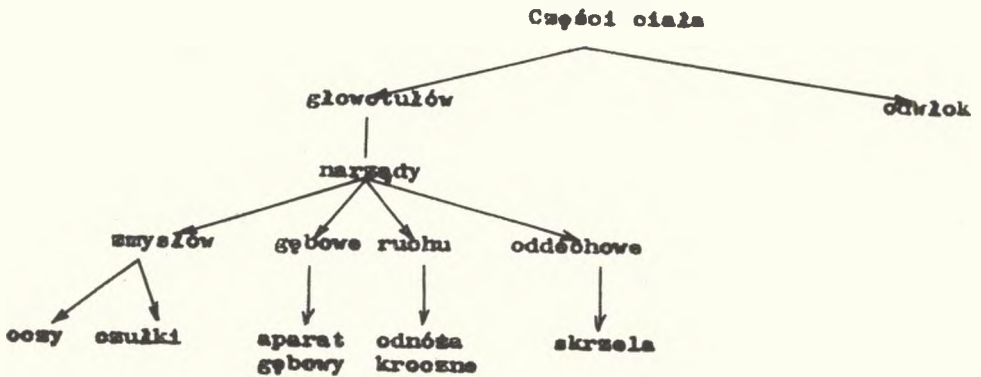 Części ciała
głowotułów
odwłok
narządy
zmysłów gębowe ruchu oddechowe
oczy czułki aparat odnóża skrzela
gębowy kroczne